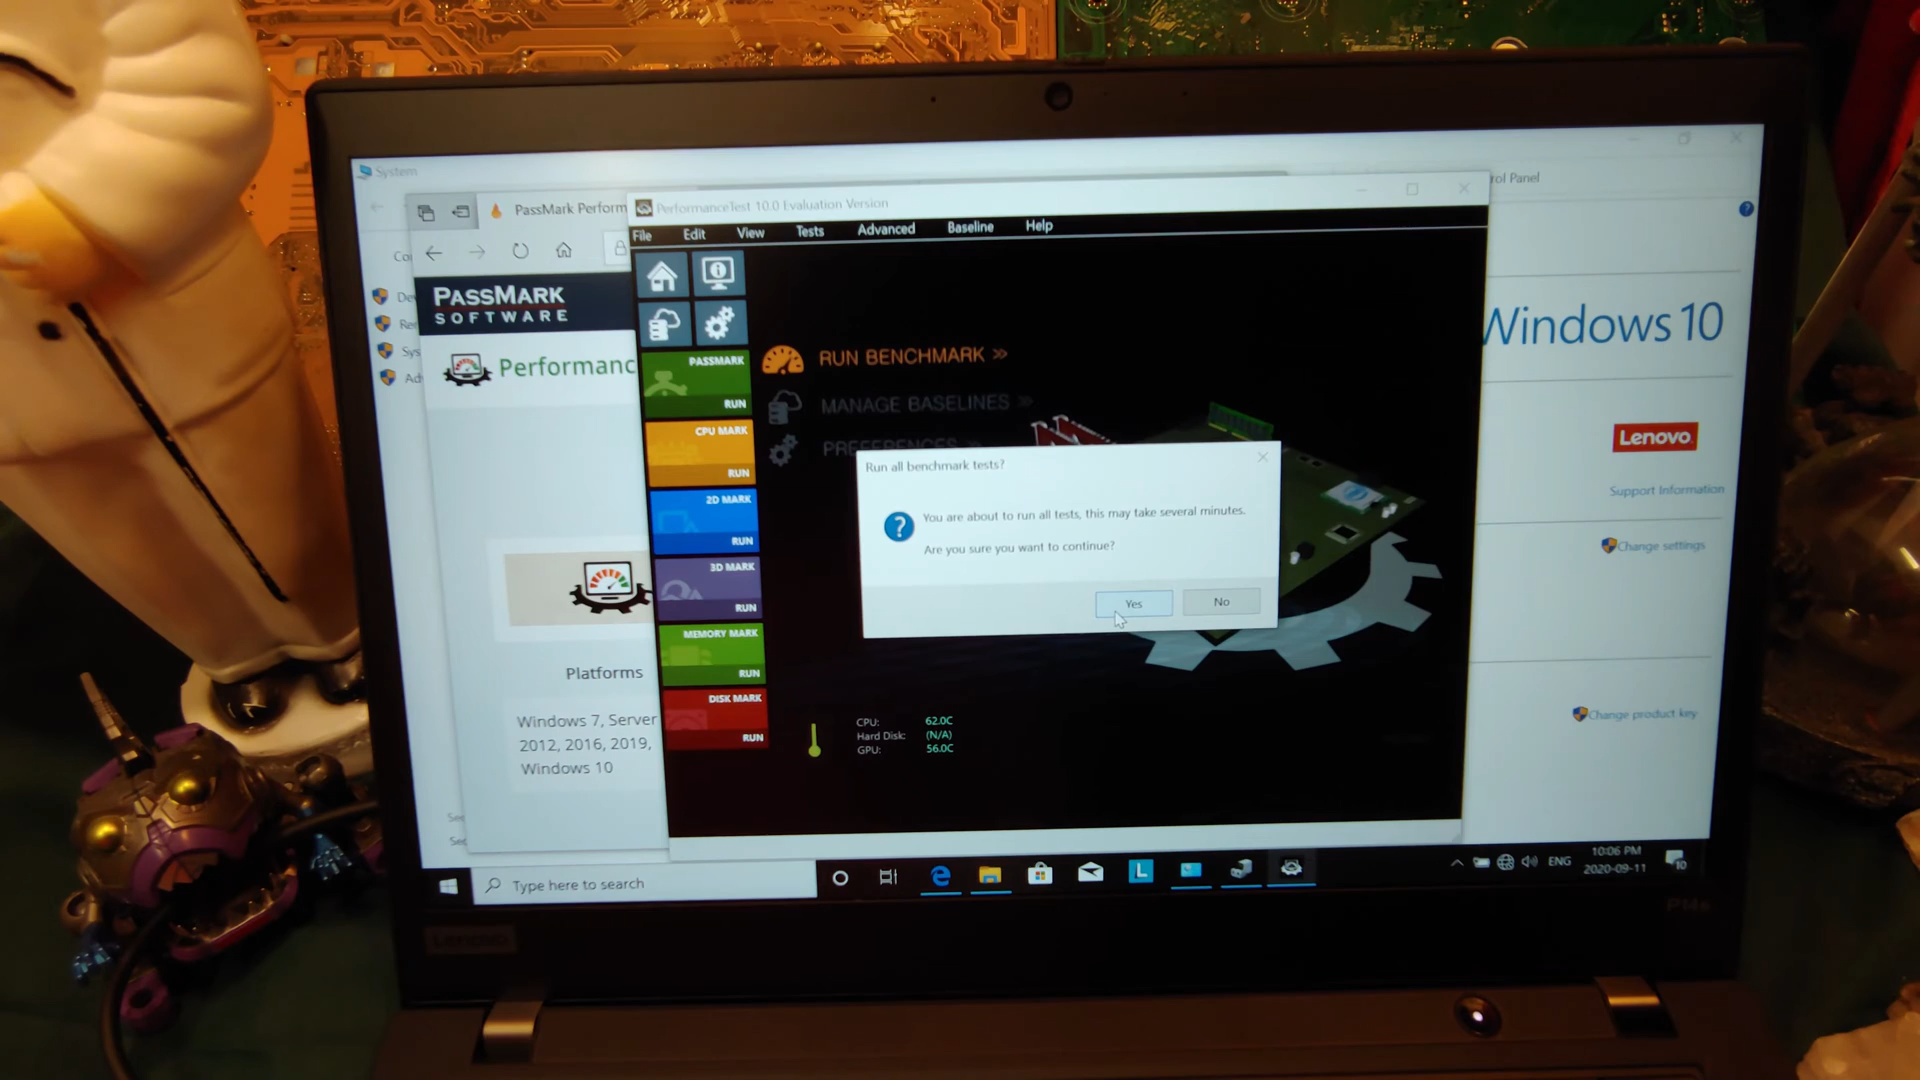 System
rol Panel
PassMark Perform
PerformanceTest 10.0 Evaluation Version
File Edit View Tests Advanced Baseline Help
PASSMARK
SOFTWARE
Performanc
Platforms
Windows 7, Server
2012, 2016, 2019,
Windows 10
PASSMARK
RUN
CPU MARK
RUN
2D MARK
RUN
3D MARK
RUN
MEMORY MARK
RUN
DISK MARK
RUN
RUN BENCHMARK »
MANAGE BASELINES »
PREFERENCES »
Run all benchmark tests?
You are about to run all tests, this may take several minutes.
Are you sure you want to continue?
Yes No
CPU: 62.0C
Hard Disk: (N/A)
GPU: 56.0C
Windows 10
Lenovo
Support Information
Change settings
Change product key
Type here to search
L
ENG
10:06 PM
2020-09-11
10
Lenovo
P14s